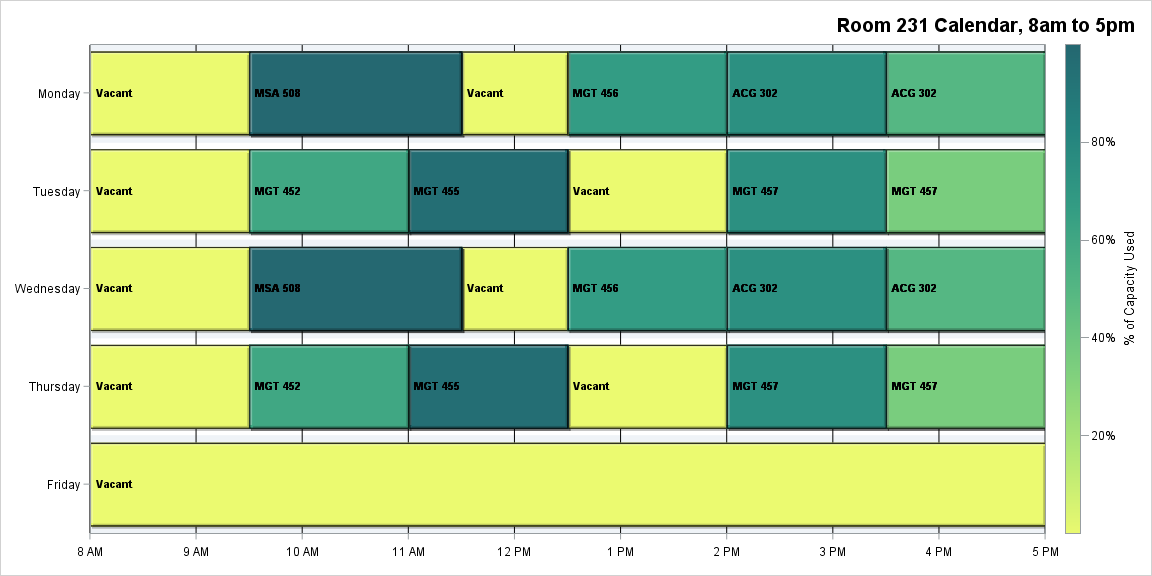 Room 231 Calendar, 8am to 5pm
Monday Vacant MSA 508 Vacant MGT 456 ACG 302 ACG 302
Tuesday Vacant MGT 452 MGT 455 Vacant MGT 457 MGT 457
Wednesday Vacant MSA 508 Vacant MGT 456 ACG 302 ACG 302
Thursday Vacant MGT 452 MGT 455 Vacant MGT 457 MGT 457
Friday Vacant
8 AM 9 AM 10 AM 11 AM 12 PM 1 PM 2 PM 3 PM 4 PM 5 PM
80%
60%
40%
20%
% of Capacity Used